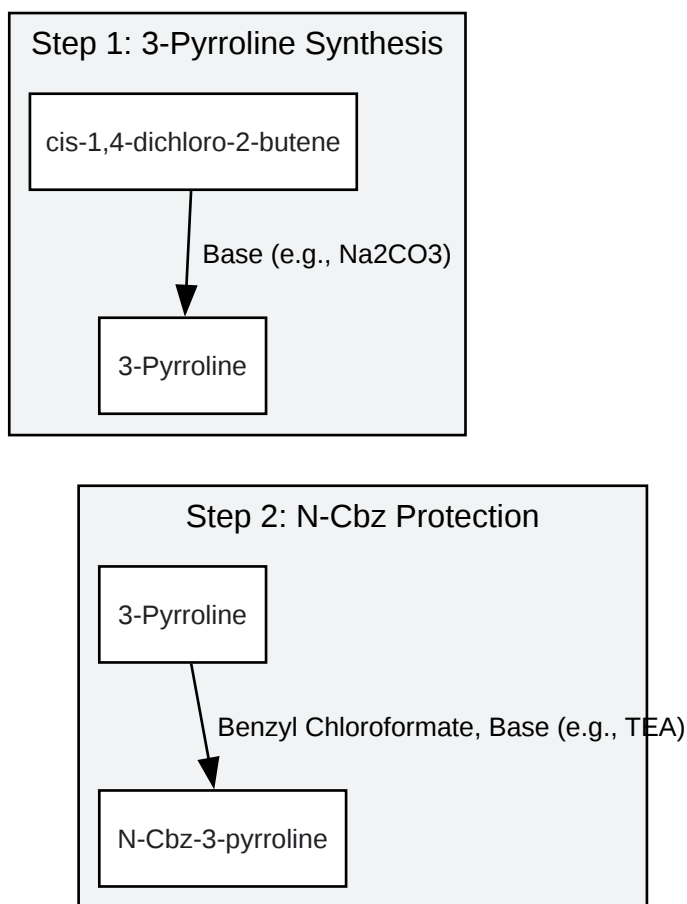 Step 1: 3-Pyrroline Synthesis
cis-1,4-dichloro-2-butene
Base (e.g., Na2CO3)
3-Pyrroline
Step 2: N-Cbz Protection
3-Pyrroline
Benzyl Chloroformate, Base (e.g., TEA)
N-Cbz-3-pyrroline